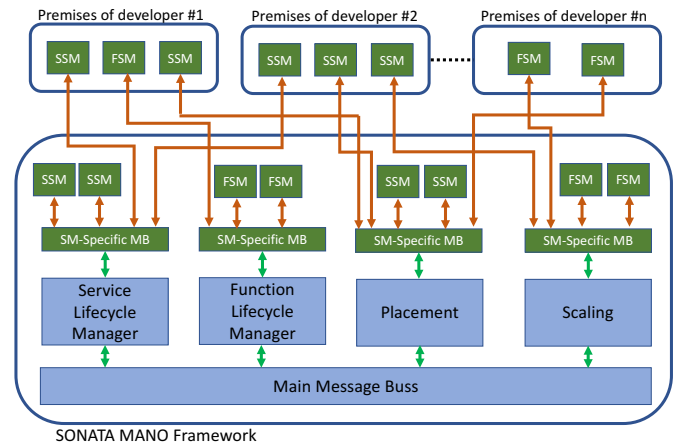 Premises of developer #1
Premises of developer #2
Premises of developer #n
SSM
FSM
SSM
SSM
SSM
SSM
FSM
FSM
SSM
SSM
FSM
FSM
SSM
SSM
FSM
FSM
SM-Specific MB
SM-Specific MB
SM-Specific MB
SM-Specific MB
Service
Lifecycle
Manager
Function
Lifecycle
Manager
Placement
Scaling
Main Message Buss
SONATA MANO Framework